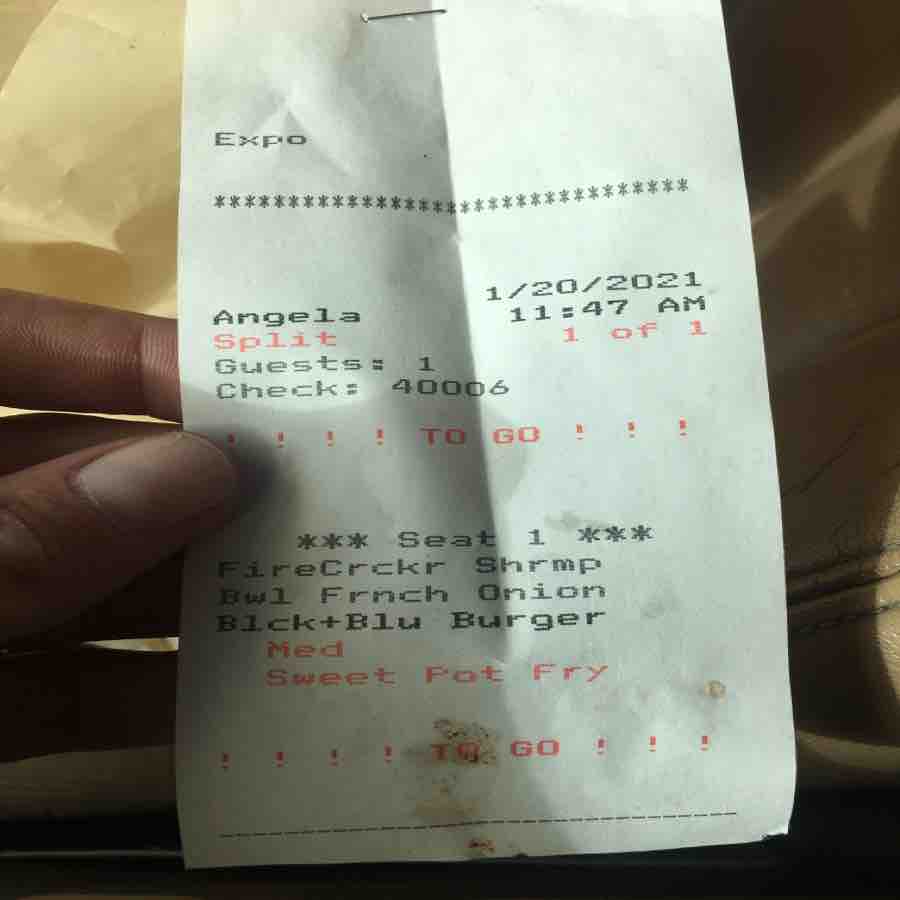 Expo
********************************
1/20/2021
Angela 11:47 AM
Split 1 of 1
Guests: 1
Check: 40006
! ! ! ! TO GO ! ! !
*** Seat 1 ***
FireCrckr Shrmp
Bwl Frnch Onion
Blck+Blu Burger
Med
Sweet Pot Fry
! ! ! ! TO GO ! ! !